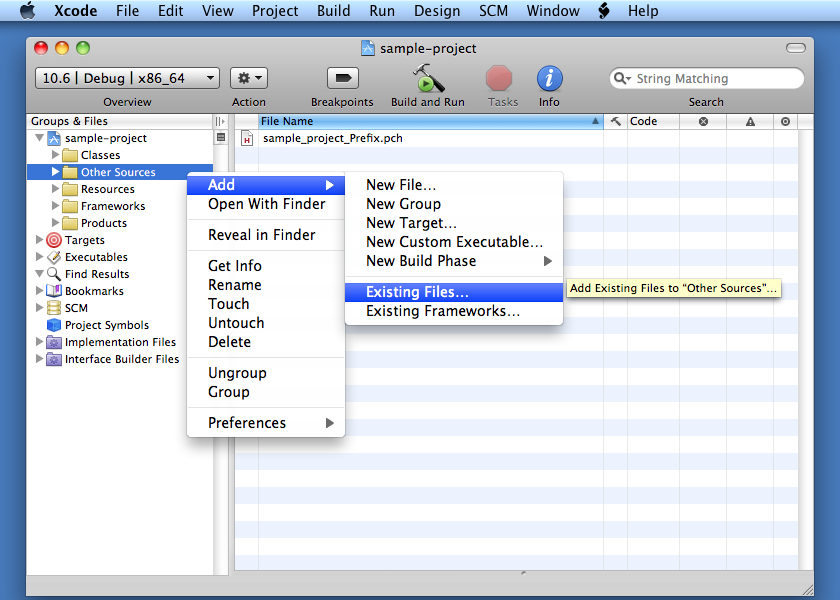 Xcode File Edit View Project Build Run Design SCM Window Help
sample-project
10.6 | Debug | x86_64
String Matching
Overview Action Breakpoints Build and Run Tasks Info Search
Groups & Files File Name Code
sample-project
sample_project_Prefix.pch
Classes
Other Sources
Resources
Frameworks
Products
Targets
Executables
Find Results
Bookmarks
SCM
Project Symbols
Implementation Files
Interface Builder Files
Add
Open With Finder
Reveal in Finder
Get Info
Rename
Touch
Untouch
Delete
Ungroup
Group
Preferences
New File...
New Group
New Target...
New Custom Executable...
New Build Phase
Existing Files...
Existing Frameworks...
Add Existing Files to "Other Sources"...